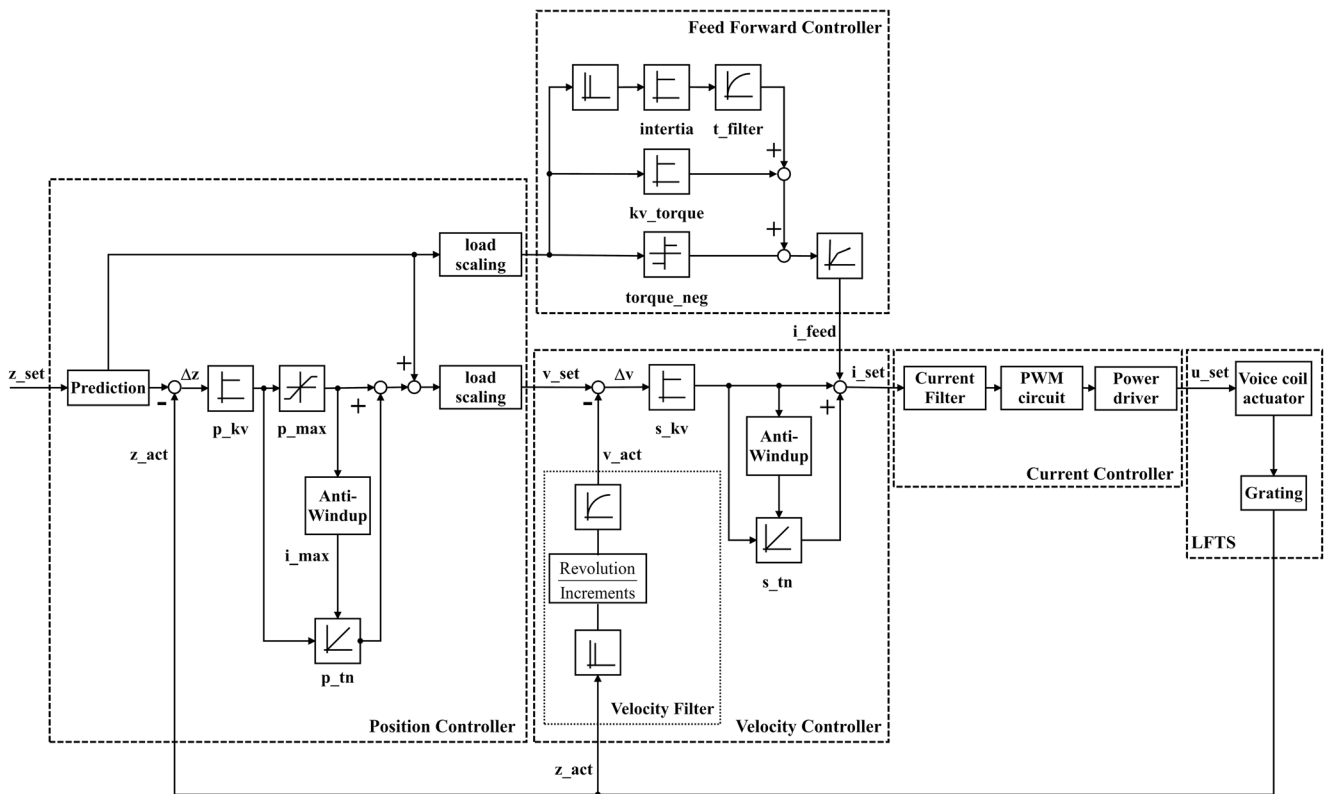 Feed Forward Controller
intertia
t_filter
+
kv_torque
+
load
scaling
torque_neg
i_feed
z_set
Prediction
Δz
-
p_kv
p_max
+
+
load
scaling
z_act
Anti-
Windup
i_max
p_tn
Position Controller
v_set
Δv
-
s_kv
i_set
+
v_act
Anti-
Windup
s_tn
Revolution
Increments
Velocity Filter
Velocity Controller
z_act
Current
Filter
PWM
circuit
Power
driver
Current Controller
u_set
Voice coil
actuator
Grating
LFTS